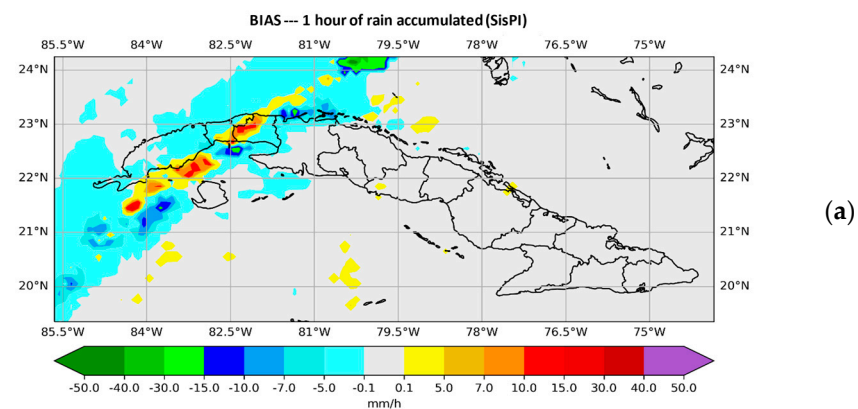 BIAS --- 1 hour of rain accumulated (SisPI)
85.5°W 84°W 82.5°W 81°W 79.5°W 78°W 76.5°W 75°W
24°N 24°N
23°N 23°N
22°N 22°N
(a)
21°N 21°N
20°N 20°N
85.5°W 84°W 82.5°W 81°W 79.5°W 78°W 76.5°W 75°W
-50.0 -40.0 -30.0 -15.0 -10.0 -7.0 -5.0 -0.1 0.1 5.0 7.0 10.0 15.0 30.0 40.0 50.0
mm/h